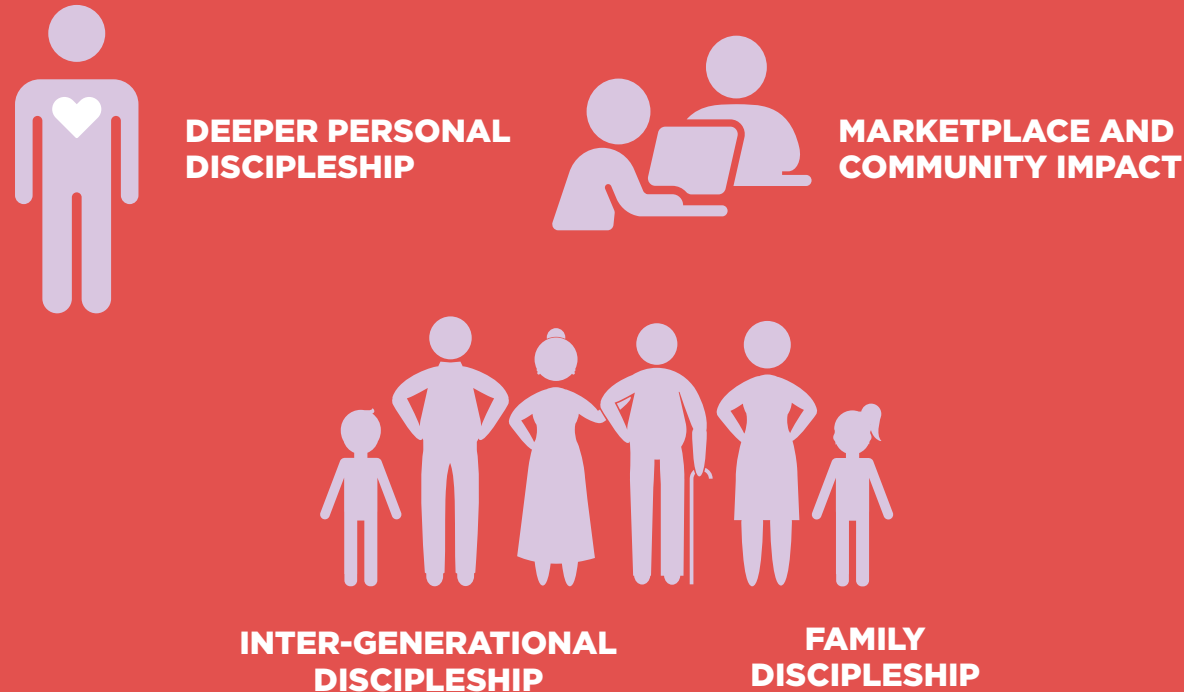 DEEPER PERSONAL
DISCIPLESHIP
MARKETPLACE AND
COMMUNITY IMPACT
INTER-GENERATIONAL
DISCIPLESHIP
FAMILY
DISCIPLESHIP